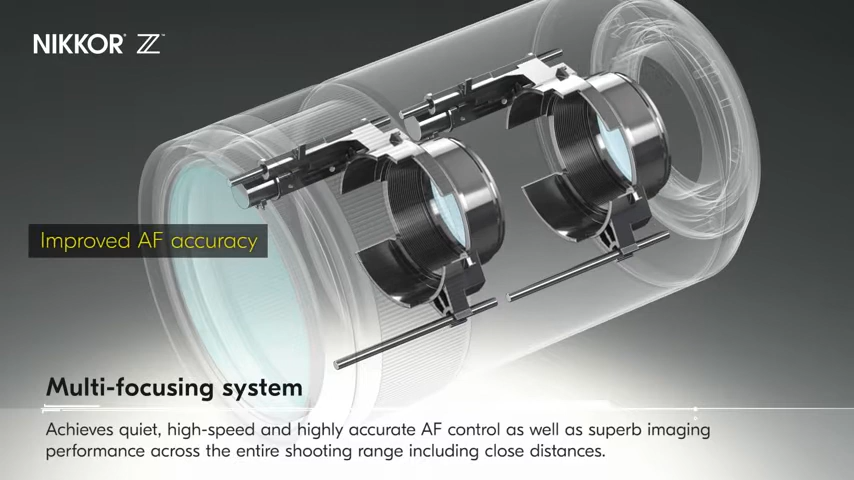 NIKKOR Z
Improved AF accuracy
Multi-focusing system
Achieves quiet, high-speed and highly accurate AF control as well as superb imaging
performance across the entire shooting range including close distances.